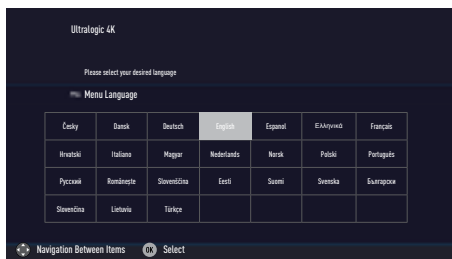 Ultralogic 4K
Please select your desired language
Menu Language
Česky Dansk Deutsch English Espanol Ελληνικά Français
Hrvatski Italiano Magyar Nederlands Norsk Polski Português
Русский Românește Slovenščina Eesti Suomi Svenska Български
Slovenčina Lietuviu Türkçe
Navigation Between Items OK Select